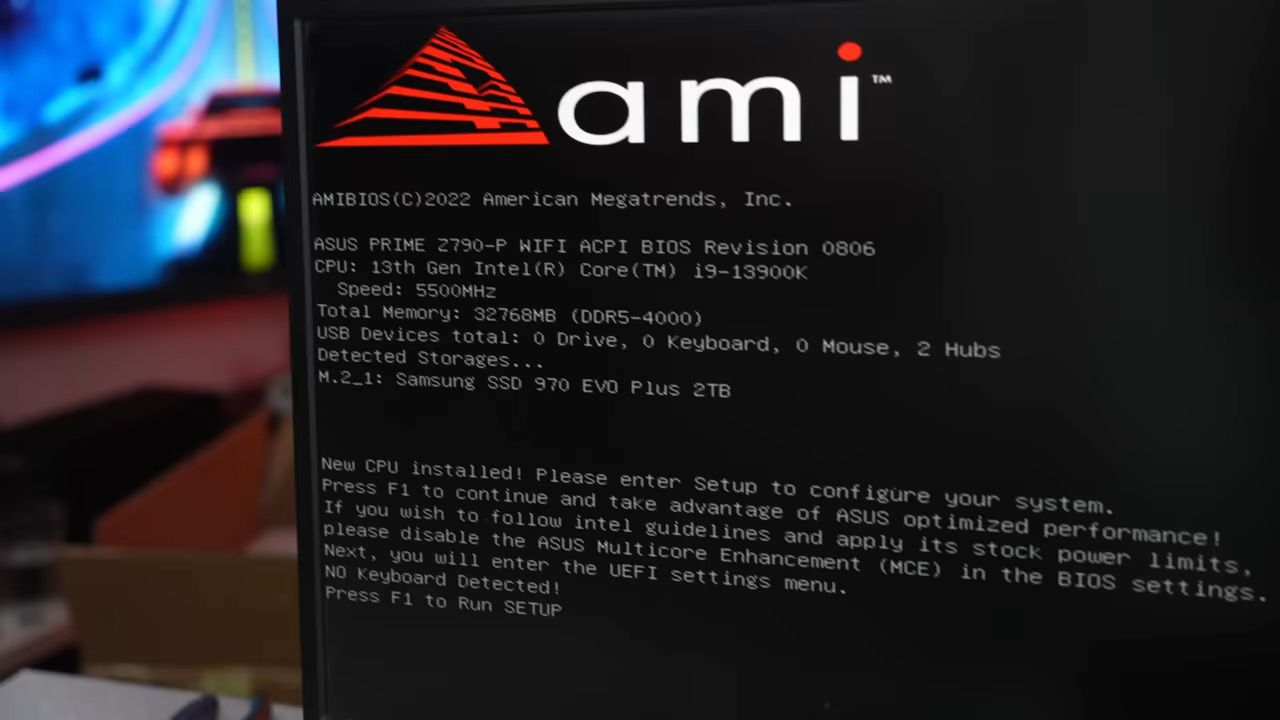 ami™
AMIBIOS(C)2022 American Megatrends, Inc.
ASUS PRIME Z790-P WIFI ACPI BIOS Revision 0806
CPU: 13th Gen Intel(R) Core(TM) i9-13900K
Speed: 5500MHz
Total Memory: 32768MB (DDR5-4000)
USB Devices total: 0 Drive, 0 Keyboard, 0 Mouse, 2 Hubs
Detected Storages...
M.2_1: Samsung SSD 970 EVO Plus 2TB
New CPU installed! Please enter Setup to configure your system.
Press F1 to continue and take advantage of ASUS optimized performance!
If you wish to follow intel guidelines and apply its stock power limits,
please disable the ASUS Multicore Enhancement (MCE) in the BIOS settings.
Next, you will enter the UEFI settings menu.
NO Keyboard Detected!
Press F1 to Run SETUP